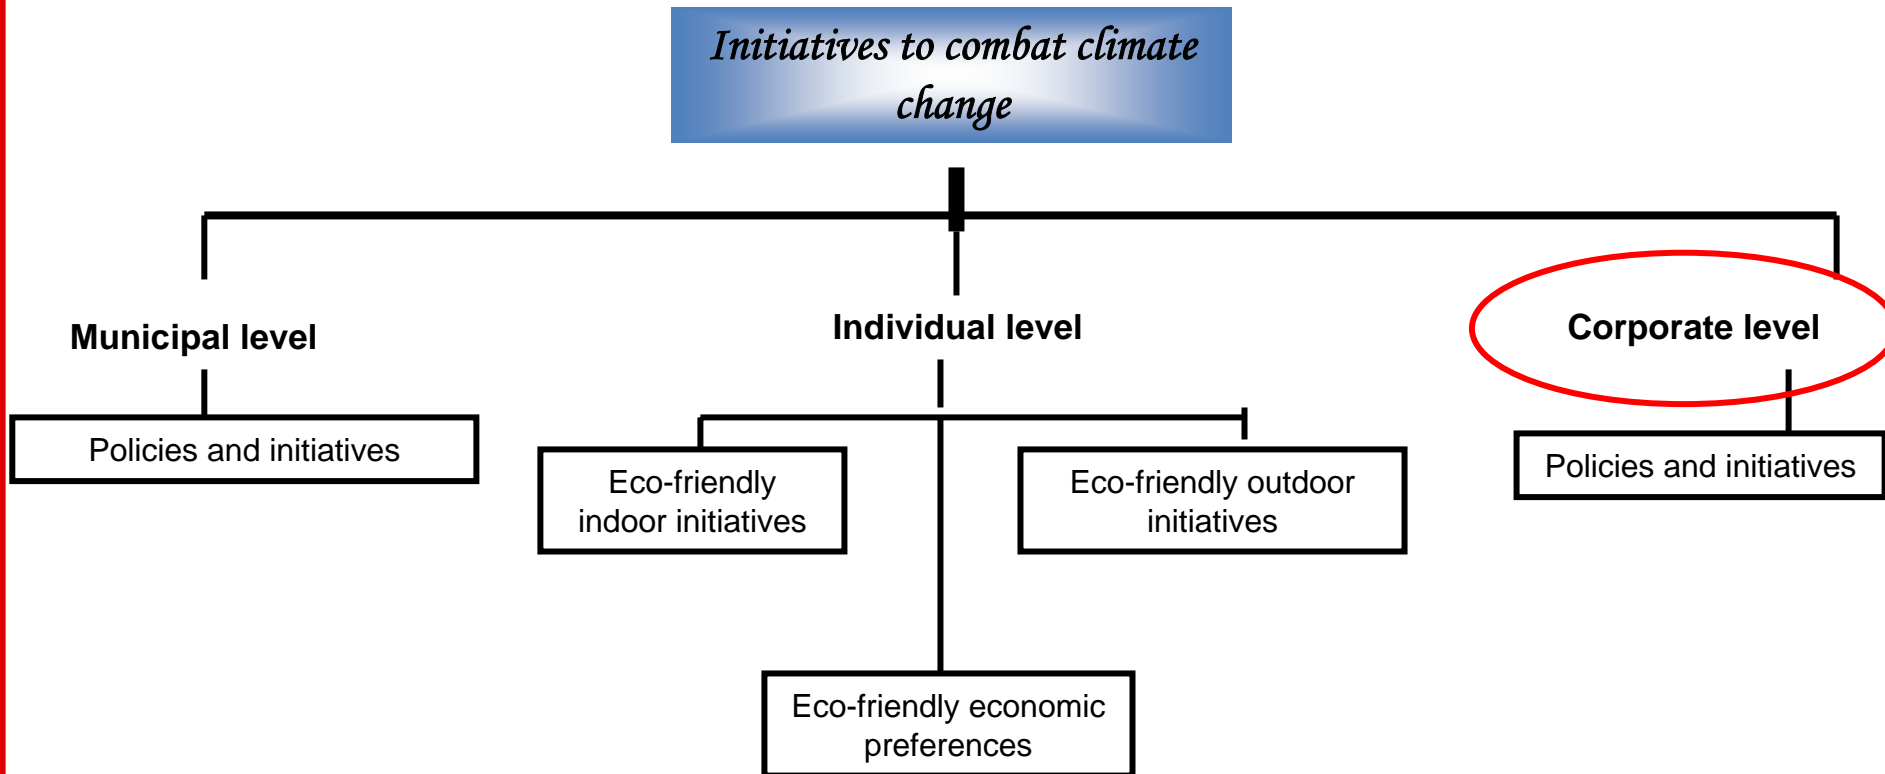 Initiatives to combat climate
change
Municipal level
Individual level
Corporate level
Policies and initiatives
Eco-friendly
indoor initiatives
Eco-friendly outdoor
initiatives
Policies and initiatives
Eco-friendly economic
preferences